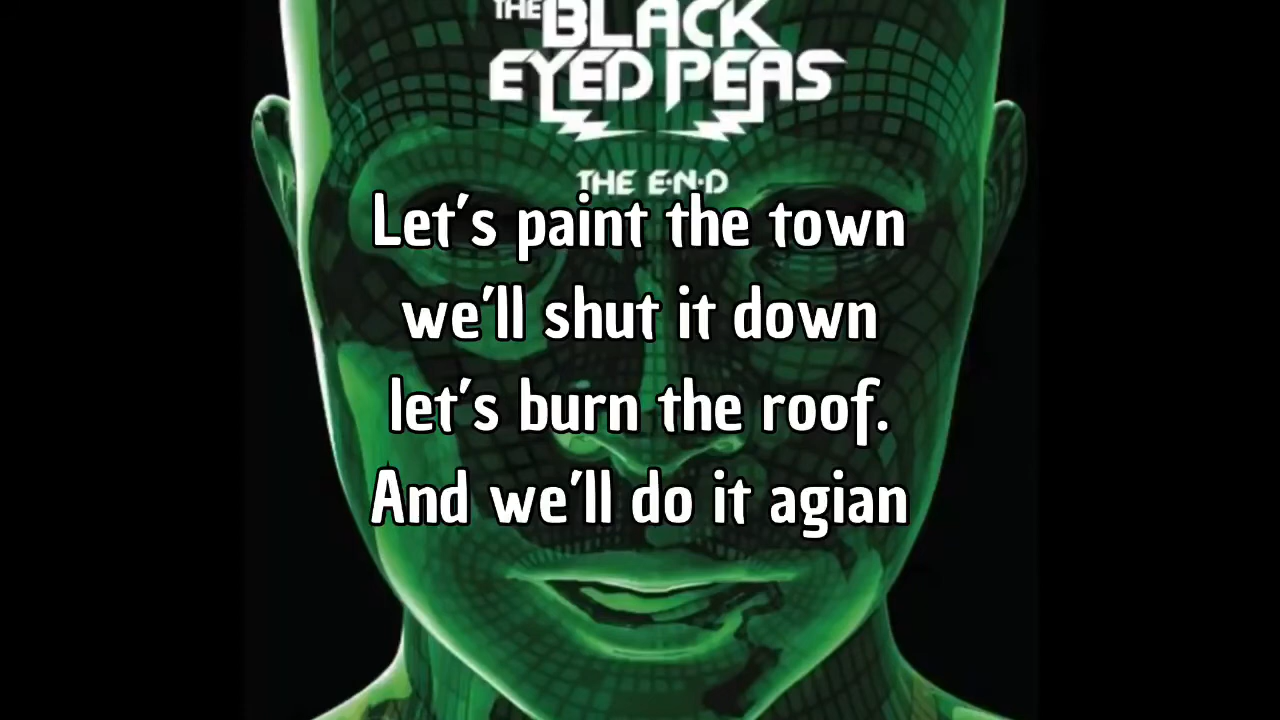 THE BLACK
EYED PEAS
THE E·N·D
Let's paint the town
we'll shut it down
let's burn the roof.
And we'll do it agian